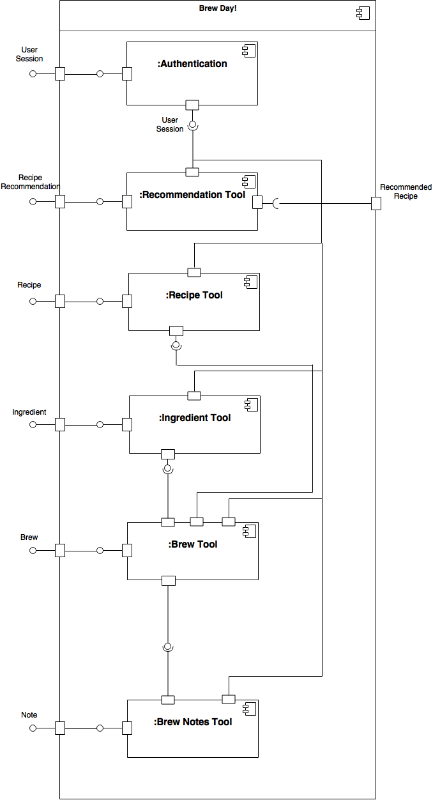 Brew Day!
User
Session
:Authentication
User
Session
Recipe
Recommendation
:Recommendation Tool
Recommended
Recipe
Recipe
:Recipe Tool
Ingredient
:Ingredient Tool
Brew
:Brew Tool
Note
:Brew Notes Tool